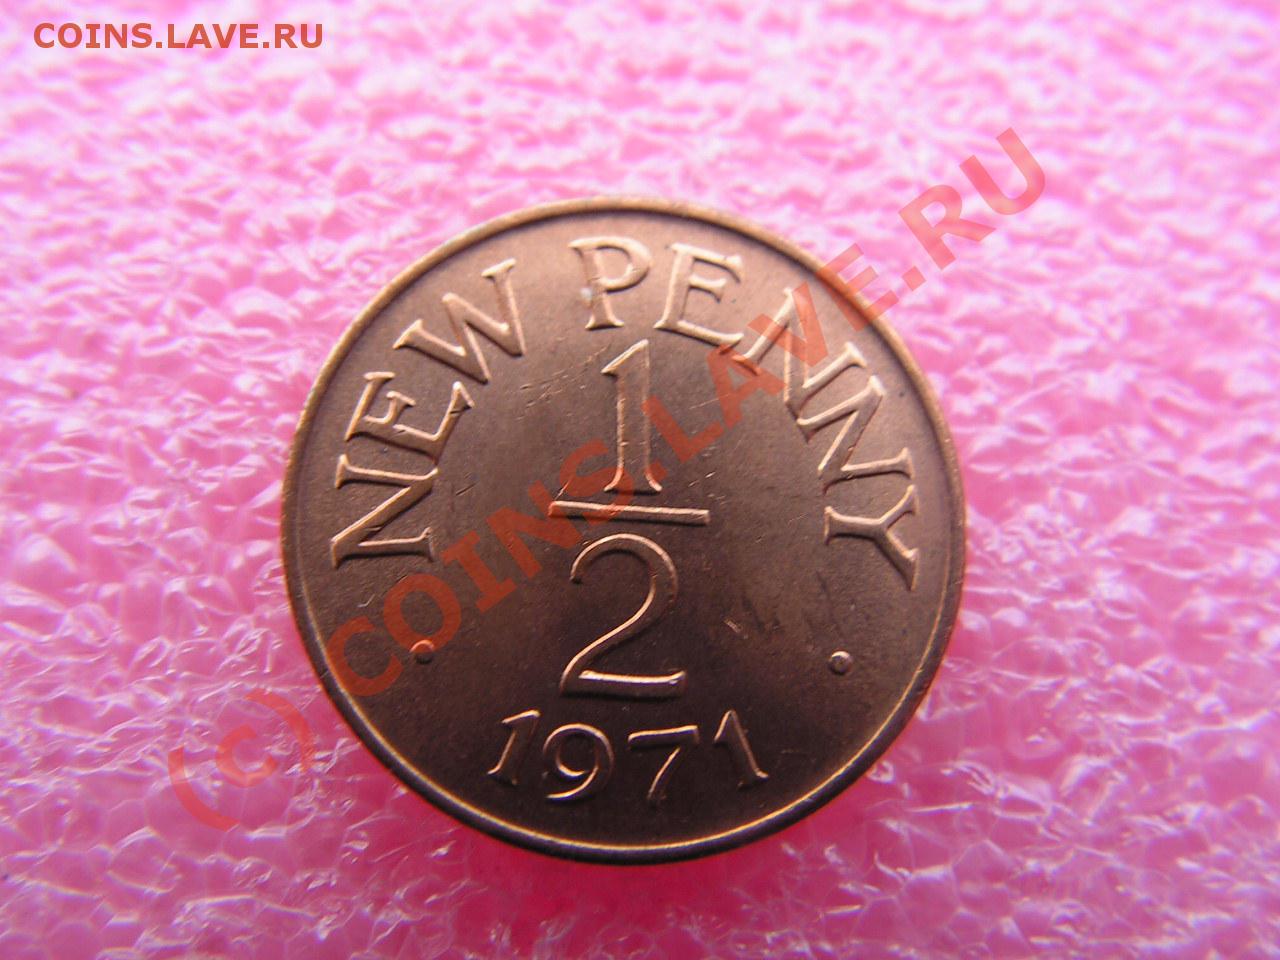 COINS.LAVE.RU
NEW PENNY
1
2
1971
(c) COINS.LAVE.RU